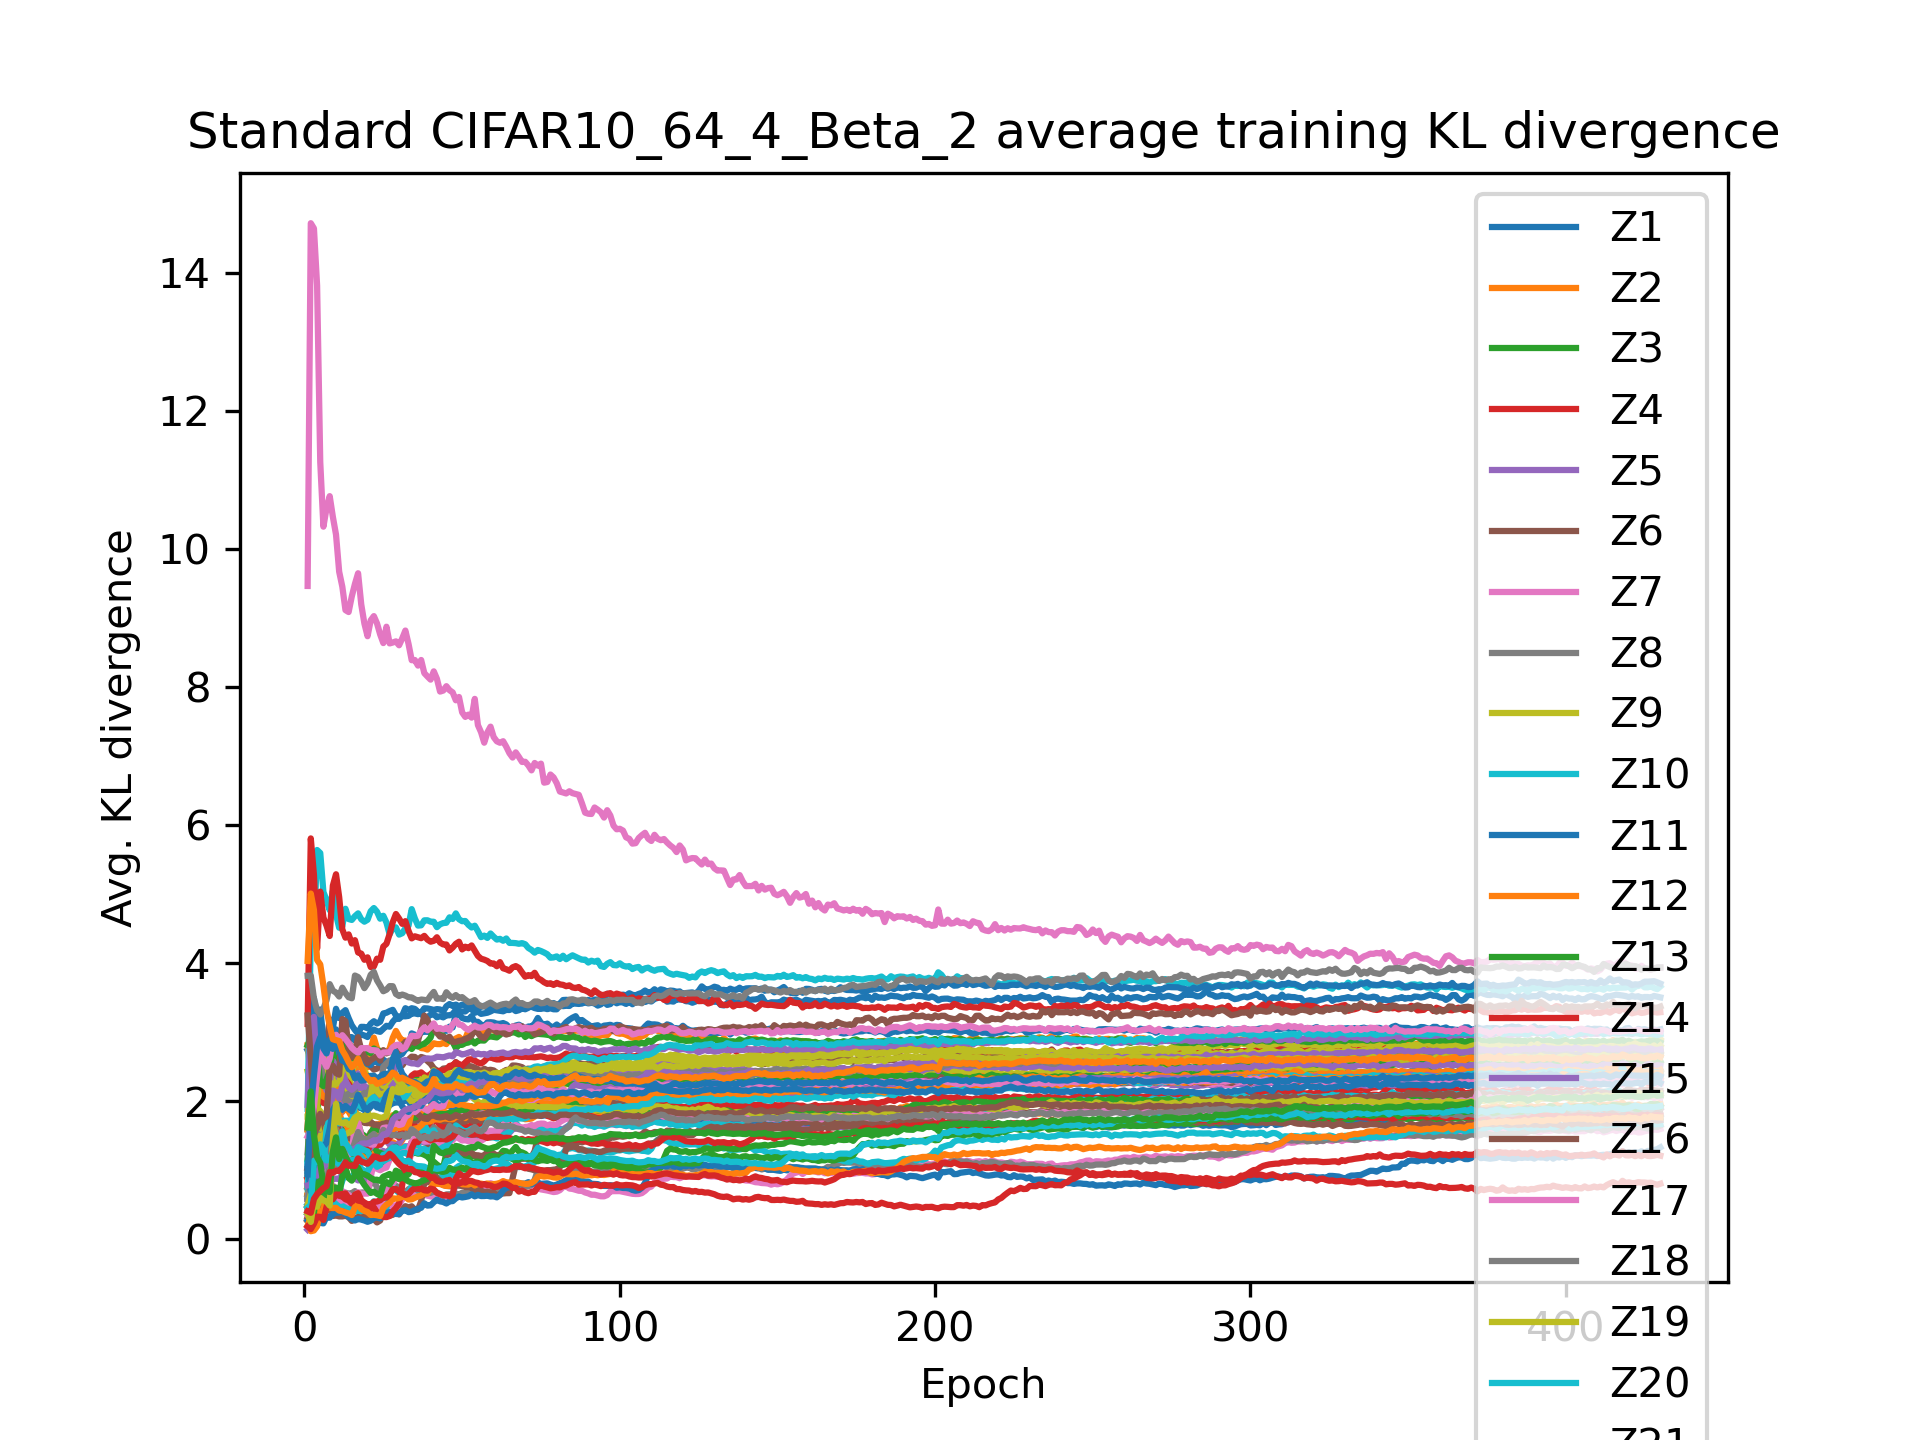 Standard CIFAR10_64_4_Beta_2 average training KL divergence
Avg. KL divergence
14
12
10
8
6
4
2
0
0
100
200
300
400
Epoch
Z1
Z2
Z3
Z4
Z5
Z6
Z7
Z8
Z9
Z10
Z11
Z12
Z13
Z14
Z15
Z16
Z17
Z18
Z19
Z20
Z21